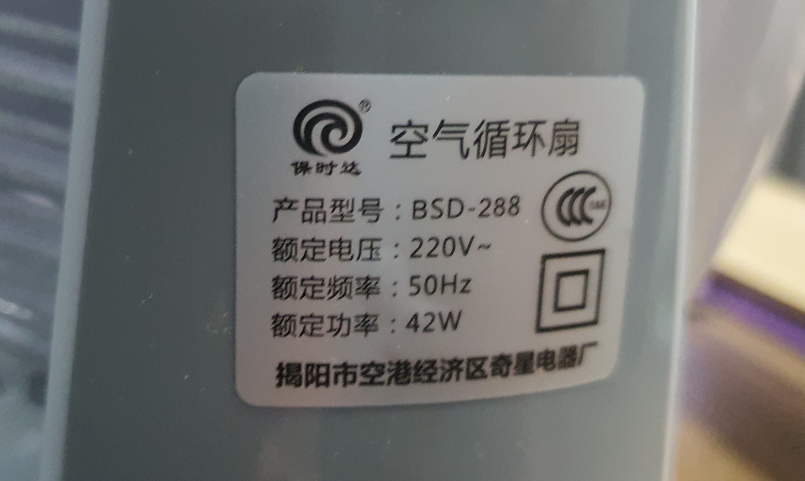 保时达®
空气循环扇
产品型号：BSD-288
额定电压：220V~
额定频率：50Hz
额定功率：42W
揭阳市空港经济区奇星电器厂